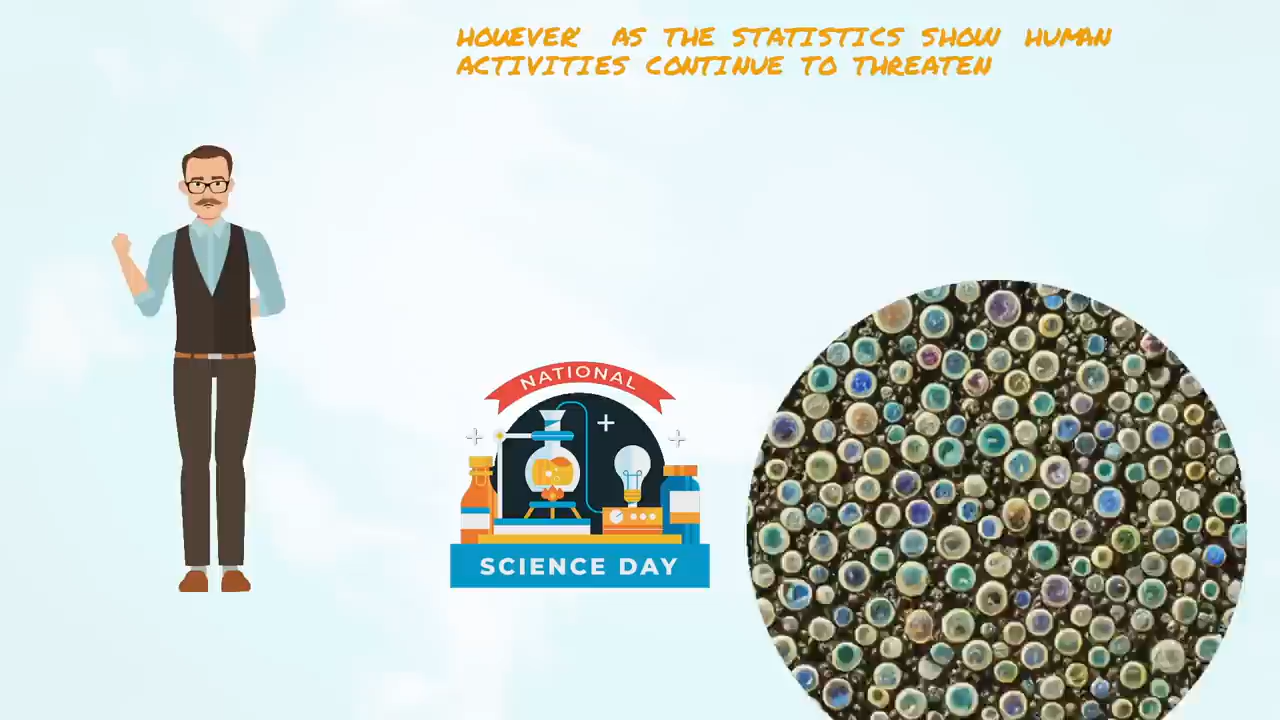 HOWEVER' AS THE STATISTICS SHOW HUMAN
ACTIVITIES CONTINUE TO THREATEN
NATIONAL
SCIENCE DAY